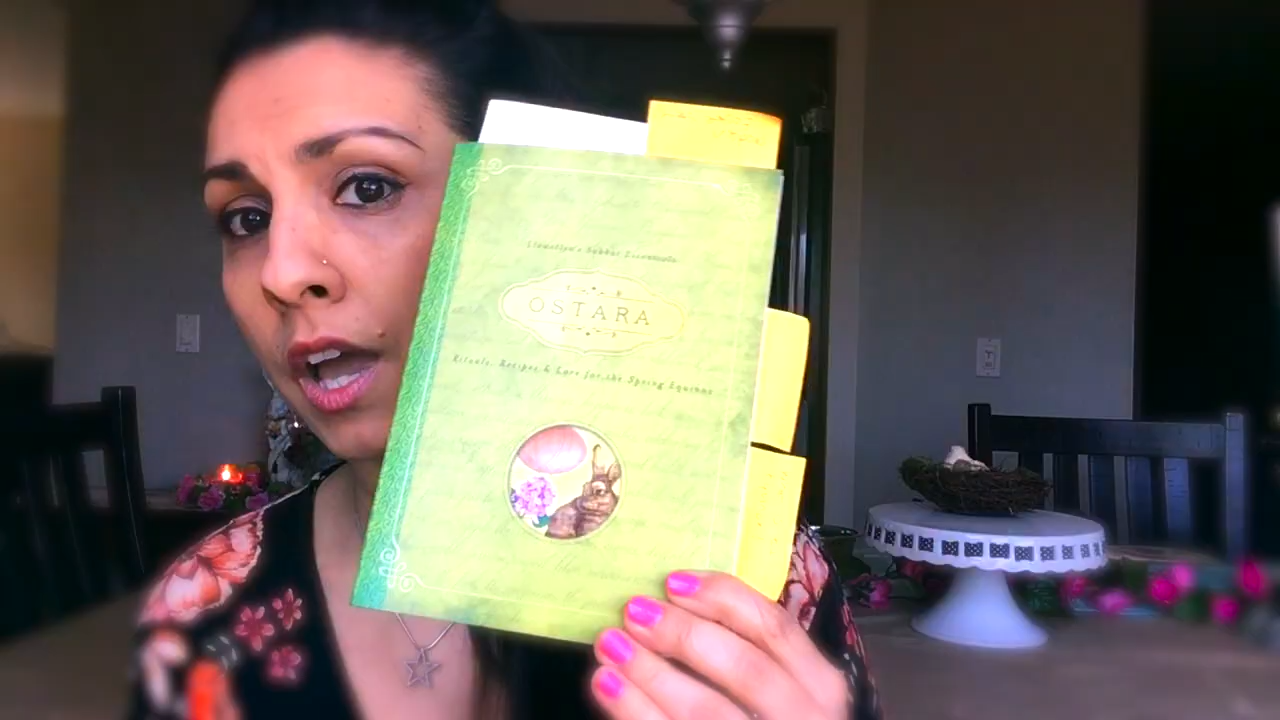 Llewellyn's Sabbat Essentials
OSTARA
Rituals, Recipes & Lore for the Spring Equinox